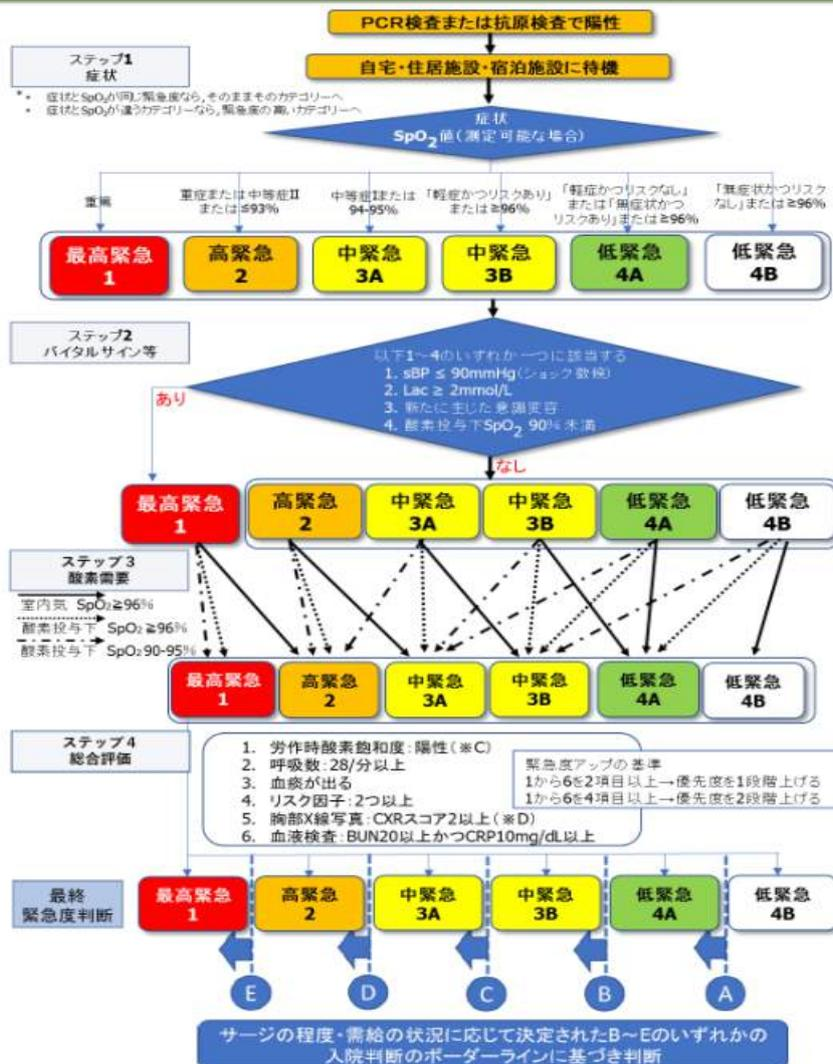 PCR検査または抗原検査で陽性
自宅・住居施設・宿泊施設に待機
ステップ1
症状
*・ 症状とSpO₂が同じ緊急度なら,そのままそのカテゴリーへ
・ 症状とSpO₂が違うカテゴリーなら,緊急度の高いカテゴリーへ
症状
SpO₂値(測定可能な場合)
重篤
重症または中等症II
または≦93%
中等症Iまたは
94-95%
「軽症かつリスクあり」
または≧96%
「軽症かつリスクなし」
または「無症状かつ
リスクあり」または≧96%
「無症状かつリスク
なし」または≧96%
最高緊急
1
高緊急
2
中緊急
3A
中緊急
3B
低緊急
4A
低緊急
4B
ステップ2
バイタルサイン等
以下1~4のいずれか一つに該当する
1. sBP ≤ 90mmHg(ショック数値)
2. Lac ≥ 2mmol/L
3. 新たに生じた意識変容
4. 酸素投与下SpO₂ 90%未満
あり
なし
最高緊急
1
高緊急
2
中緊急
3A
中緊急
3B
低緊急
4A
低緊急
4B
ステップ3
酸素需要
室内気 SpO₂≧96%
酸素投与下 SpO₂≧96%
酸素投与下 SpO₂ 90-95%
最高緊急
1
高緊急
2
中緊急
3A
中緊急
3B
低緊急
4A
低緊急
4B
ステップ4
総合評価
1. 労作時酸素飽和度:陽性(※C)
2. 呼吸数:28/分以上
3. 血痰が出る
4. リスク因子:2つ以上
5. 胸部X線写真:CXRスコア2以上(※D)
6. 血液検査:BUN20以上かつCRP10mg/dL以上
緊急度アップの基準
1から6を2項目以上→優先度を1段階上げる
1から6を4項目以上→優先度を2段階上げる
最終
緊急度判断
最高緊急
1
高緊急
2
中緊急
3A
中緊急
3B
低緊急
4A
低緊急
4B
E
D
C
B
A
サージの程度・需給の状況に応じて決定されたB~Eのいずれかの
入院判断のボーダーラインに基づき判断